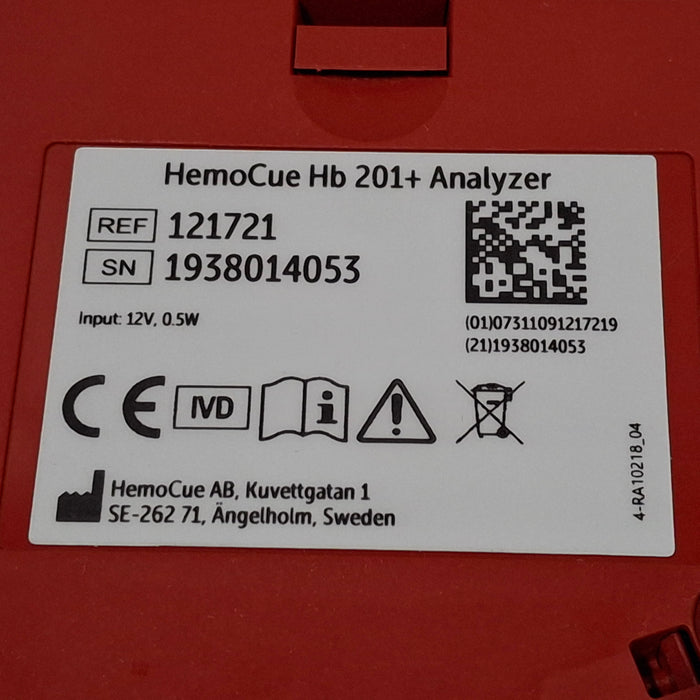 HemoCue Hb 201+ Analyzer
REF 121721
SN 1938014053
Input: 12V, 0.5W
(01)07311091217219
(21)1938014053
CE IVD i
HemoCue AB, Kuvettgatan 1
SE-262 71, Ängelholm, Sweden
4-RA10218_04